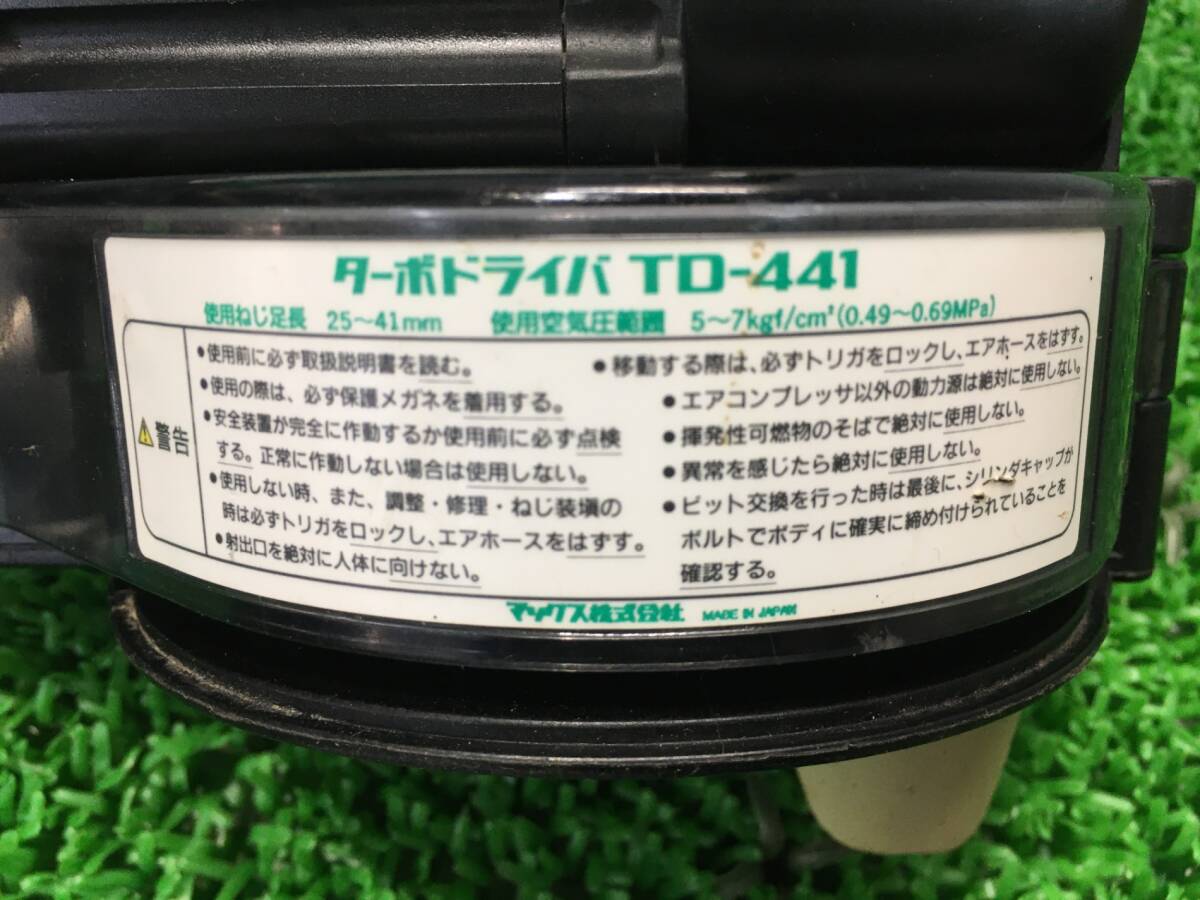 ターボドライバ TD-441
使用ねじ足長 25〜41mm 使用空気圧範囲 5〜7kgf/cm²(0.49〜0.69MPa)
警告
•使用前に必ず取扱説明書を読む。
•使用の際は、必ず保護メガネを着用する。
•安全装置が完全に作動するか使用前に必ず点検
する。正常に作動しない場合は使用しない。
•使用しない時、また、調整・修理・ねじ装塡の
時は必ずトリガをロックし、エアホースをはずす。
•射出口を絶対に人体に向けない。
•移動する際は、必ずトリガをロックし、エアホースをはずす。
•エアコンプレッサ以外の動力源は絶対に使用しない。
•揮発性可燃物のそばで絶対に使用しない。
•異常を感じたら絶対に使用しない。
•ビット交換を行った時は最後に、シリンダキャップが
ボルトでボディに確実に締め付けられていることを
確認する。
マックス株式会社 MADE IN JAPAN